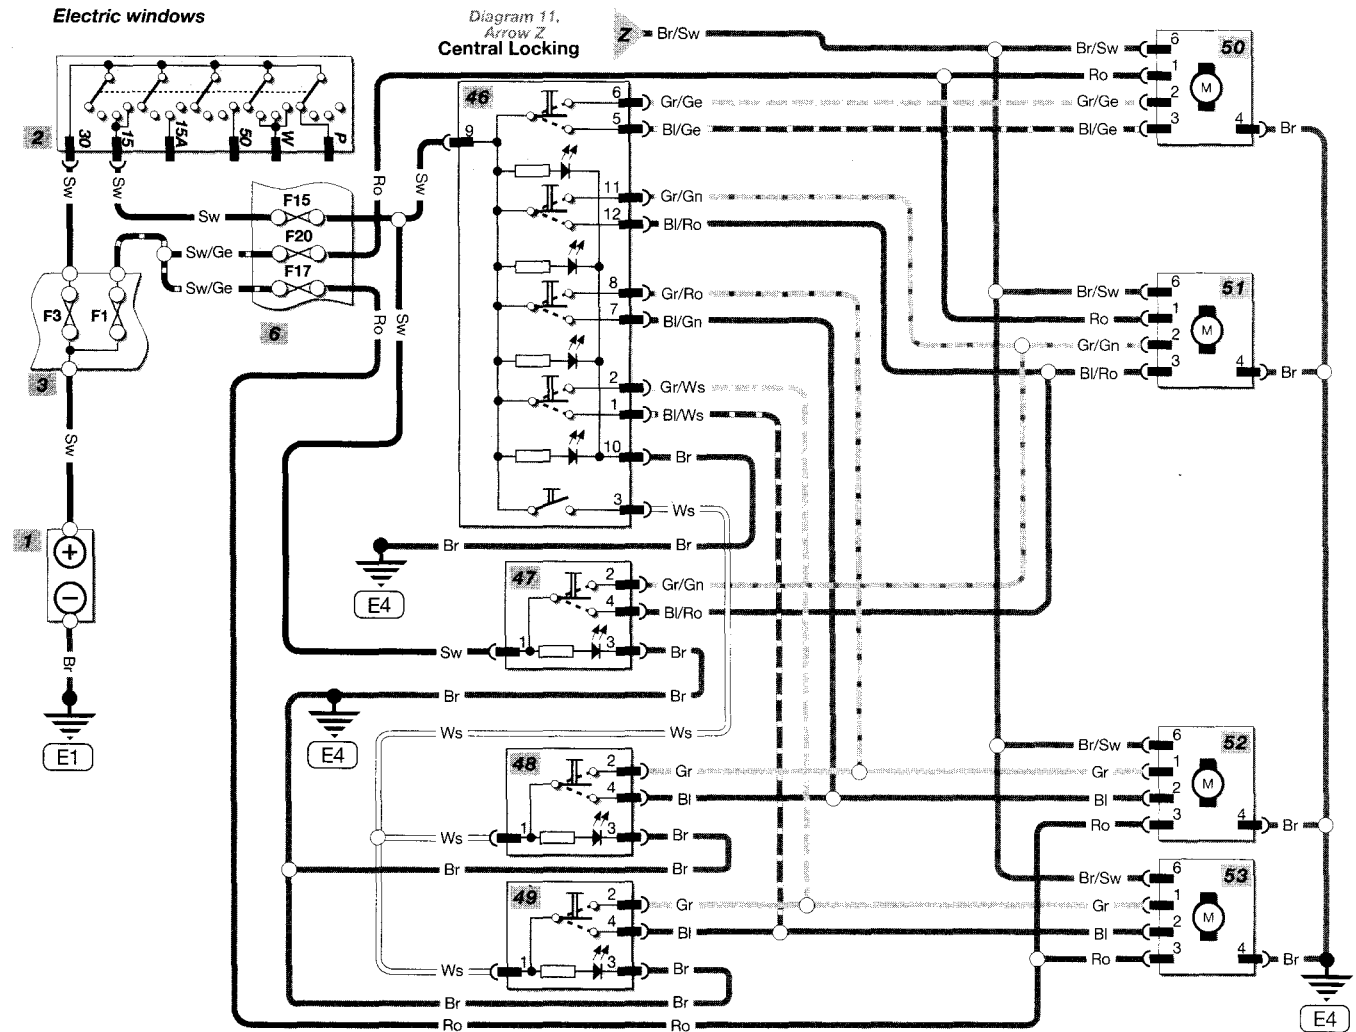 Electric windows
Diagram 11,
Arrow Z
Central Locking
Z Br/Sw
2
30 15 15A 50 W P
Sw Sw Ro Sw
46
9
6 Gr/Ge Gr/Ge
5 Bl/Ge Bl/Ge
11 Gr/Gn
12 Bl/Ro
8 Gr/Ro
7 Bl/Gn
2 Gr/Ws
1 Bl/Ws
10 Br
3 Ws
Br/Sw 6 50
Ro 1
2
3
M
4 Br
Sw F15
Sw/Ge F20
Sw/Ge F17
6
Ro Sw
F3 F1
3
Sw
1
+
−
Br
E1
Br Br
E4
Br/Sw 6 51
Ro 1
Gr/Gn 2
Bl/Ro 3
M
4 Br
47
2 Gr/Gn
4 Bl/Ro
Sw 1 3 Br
Br Br
E4
Ws Ws
48
2 Gr Gr
4 Bl Bl
Ws 1 3 Br
Br Br
Br/Sw 6 52
1
2
Ro 3
M
4 Br
49
2 Gr Gr
4 Bl Bl
Ws 1 3 Br
Br Br
Ro Ro
Br/Sw 6 53
1
2
Ro 3
M
4 Br
E4